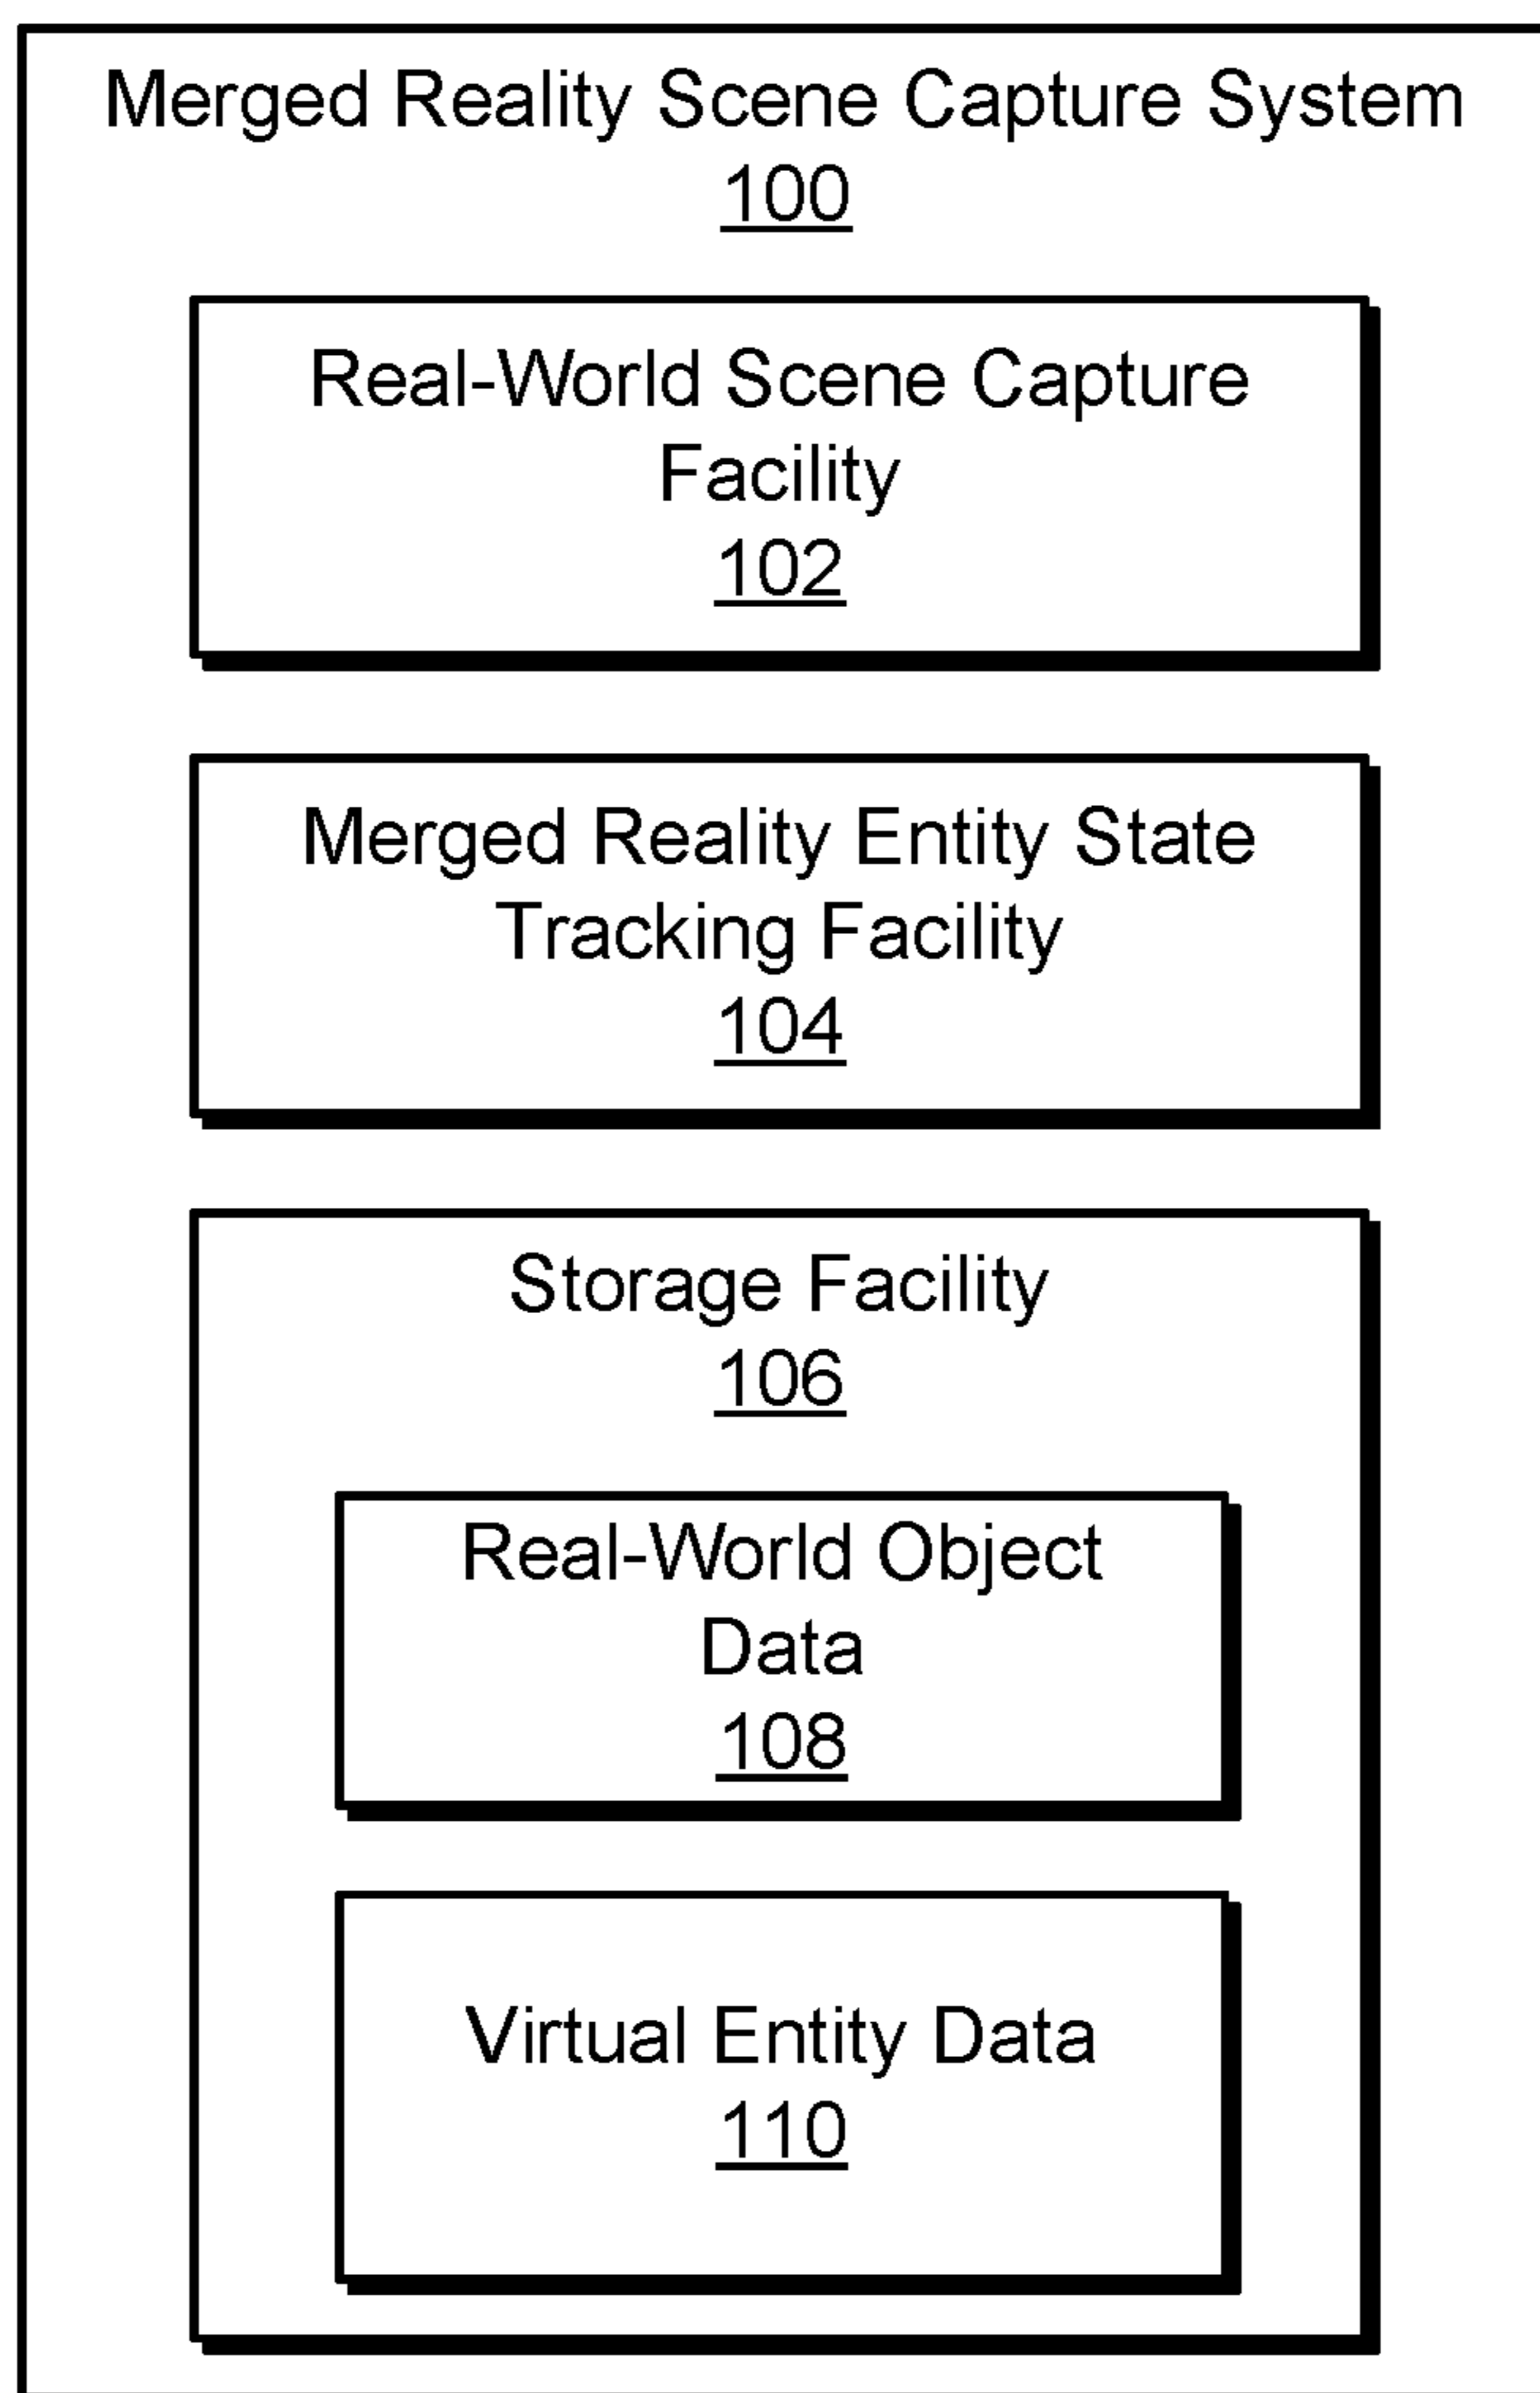 Merged Reality Scene Capture System
100
Real-World Scene Capture
Facility
102
Merged Reality Entity State
Tracking Facility
104
Storage Facility
106
Real-World Object
Data
108
Virtual Entity Data
110